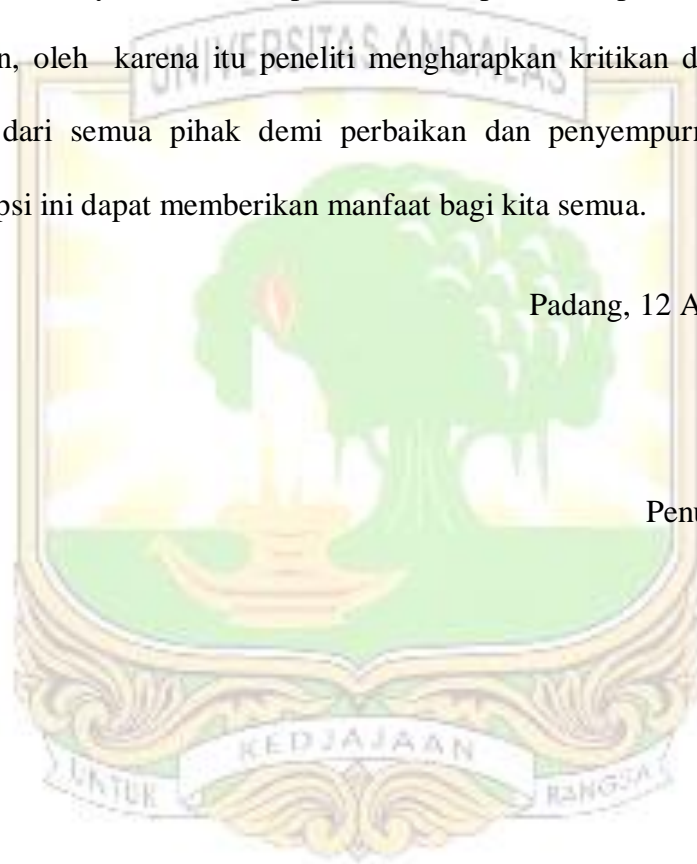 UNIVERSITAS ANDALAS
n, oleh karena itu peneliti mengharapkan kritikan d
dari semua pihak demi perbaikan dan penyempurn
psi ini dapat memberikan manfaat bagi kita semua.
Padang, 12 A
Penu
UNTUK KEDJAJAAN BANGSA